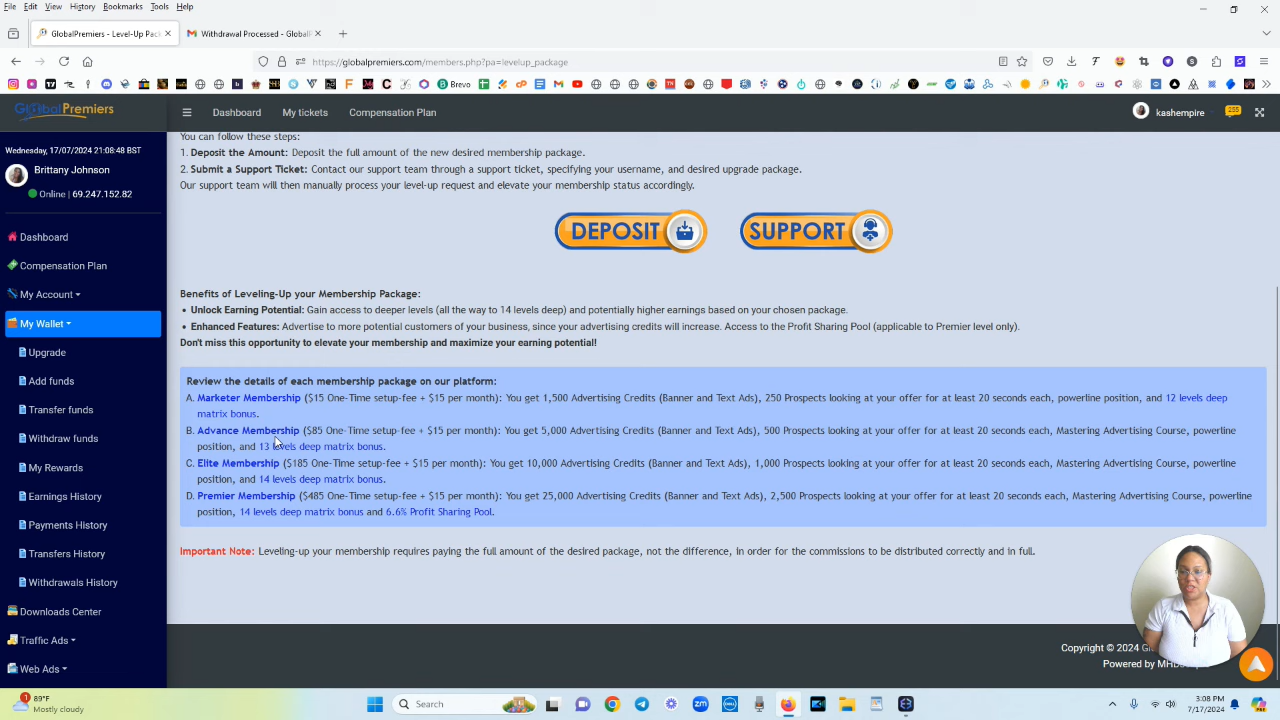 File Edit View History Bookmarks Tools Help
GlobalPremiers - Level-Up Pack
Withdrawal Processed - Global
https://globalpremiers.com/members.php?pa=levelup_package
Brevo
GlobalPremiers
Dashboard My tickets Compensation Plan
kashempire
255
Wednesday, 17/07/2024 21:08:48 BST
Brittany Johnson
Online | 69.247.152.82
Dashboard
Compensation Plan
My Account
My Wallet
Upgrade
Add funds
Transfer funds
Withdraw funds
My Rewards
Earnings History
Payments History
Transfers History
Withdrawals History
Downloads Center
Traffic Ads
Web Ads
You can follow these steps:
1. Deposit the Amount: Deposit the full amount of the new desired membership package.
2. Submit a Support Ticket: Contact our support team through a support ticket, specifying your username, and desired upgrade package.
Our support team will then manually process your level-up request and elevate your membership status accordingly.
DEPOSIT SUPPORT
Benefits of Leveling-Up your Membership Package:
• Unlock Earning Potential: Gain access to deeper levels (all the way to 14 levels deep) and potentially higher earnings based on your chosen package.
• Enhanced Features: Advertise to more potential customers of your business, since your advertising credits will increase. Access to the Profit Sharing Pool (applicable to Premier level only).
Don't miss this opportunity to elevate your membership and maximize your earning potential!
Review the details of each membership package on our platform:
A. Marketer Membership ($15 One-Time setup-fee + $15 per month): You get 1,500 Advertising Credits (Banner and Text Ads), 250 Prospects looking at your offer for at least 20 seconds each, powerline position, and 12 levels deep
matrix bonus.
B. Advance Membership ($85 One-Time setup-fee + $15 per month): You get 5,000 Advertising Credits (Banner and Text Ads), 500 Prospects looking at your offer for at least 20 seconds each, Mastering Advertising Course, powerline
position, and 13 levels deep matrix bonus.
C. Elite Membership ($185 One-Time setup-fee + $15 per month): You get 10,000 Advertising Credits (Banner and Text Ads), 1,000 Prospects looking at your offer for at least 20 seconds each, Mastering Advertising Course, powerline
position, and 14 levels deep matrix bonus.
D. Premier Membership ($485 One-Time setup-fee + $15 per month): You get 25,000 Advertising Credits (Banner and Text Ads), 2,500 Prospects looking at your offer for at least 20 seconds each, Mastering Advertising Course, powerline
position, 14 levels deep matrix bonus and 6.6% Profit Sharing Pool.
Important Note: Leveling-up your membership requires paying the full amount of the desired package, not the difference, in order for the commissions to be distributed correctly and in full.
Copyright © 2024
Powered by
89°F
Mostly cloudy
Search
3:08 PM
7/17/2024